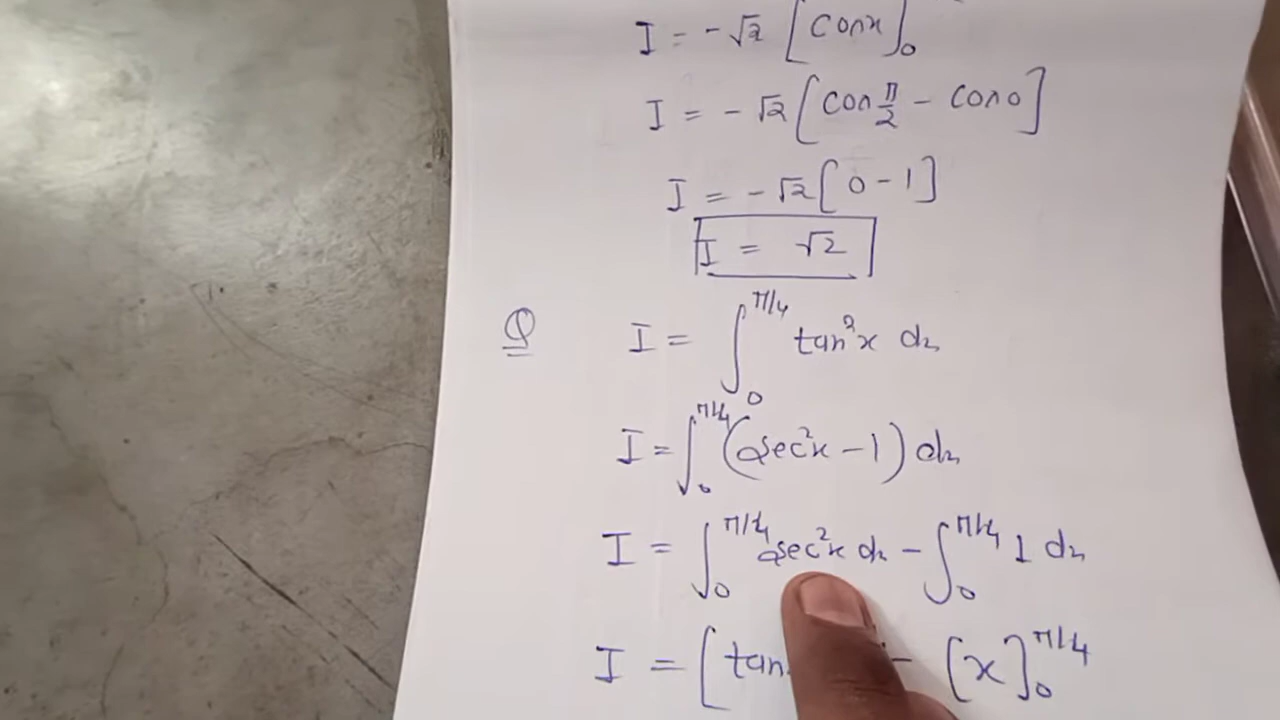 I = -√2 [cosx]₀
I = -√2 [cos π/2 - cos 0]
I = -√2 [0 - 1]
I = √2
Q I = ∫₀^π/4 tan²x dx
I = ∫₀^π/4 (sec²x - 1) dx
I = ∫₀^π/4 sec²x dx - ∫₀^π/4 1 dx
I = [tan - [x]₀^π/4